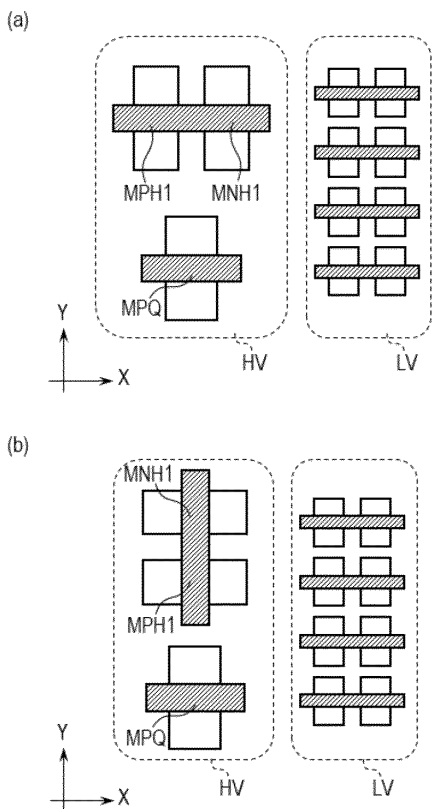 (a)
MPH1 MNH1
MPQ
Y
X
HV LV
(b)
MNH1
MPH1
MPQ
Y
X
HV LV